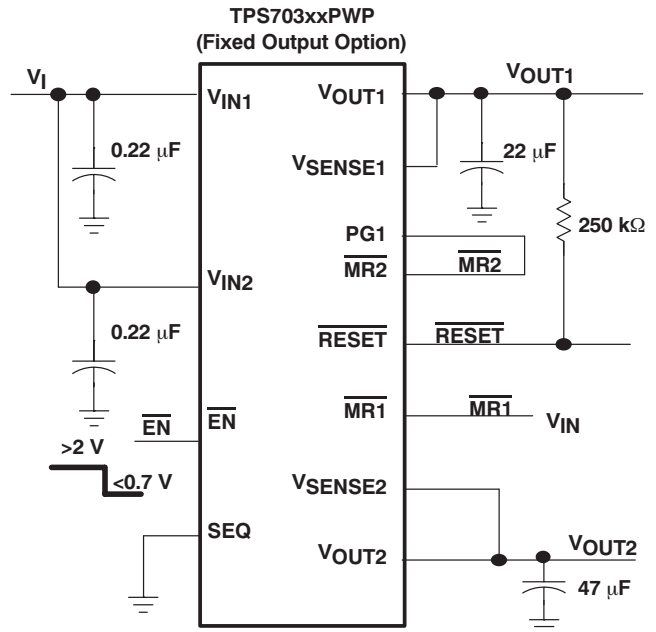 TPS703xxPWP
(Fixed Output Option)
VI
VIN1
VOUT1
VOUT1
0.22 μF
VSENSE1
22 μF
250 kΩ
PG1
MR2
MR2
VIN2
0.22 μF
RESET
RESET
EN
EN
MR1
MR1
VIN
>2 V
<0.7 V
VSENSE2
SEQ
VOUT2
VOUT2
47 μF